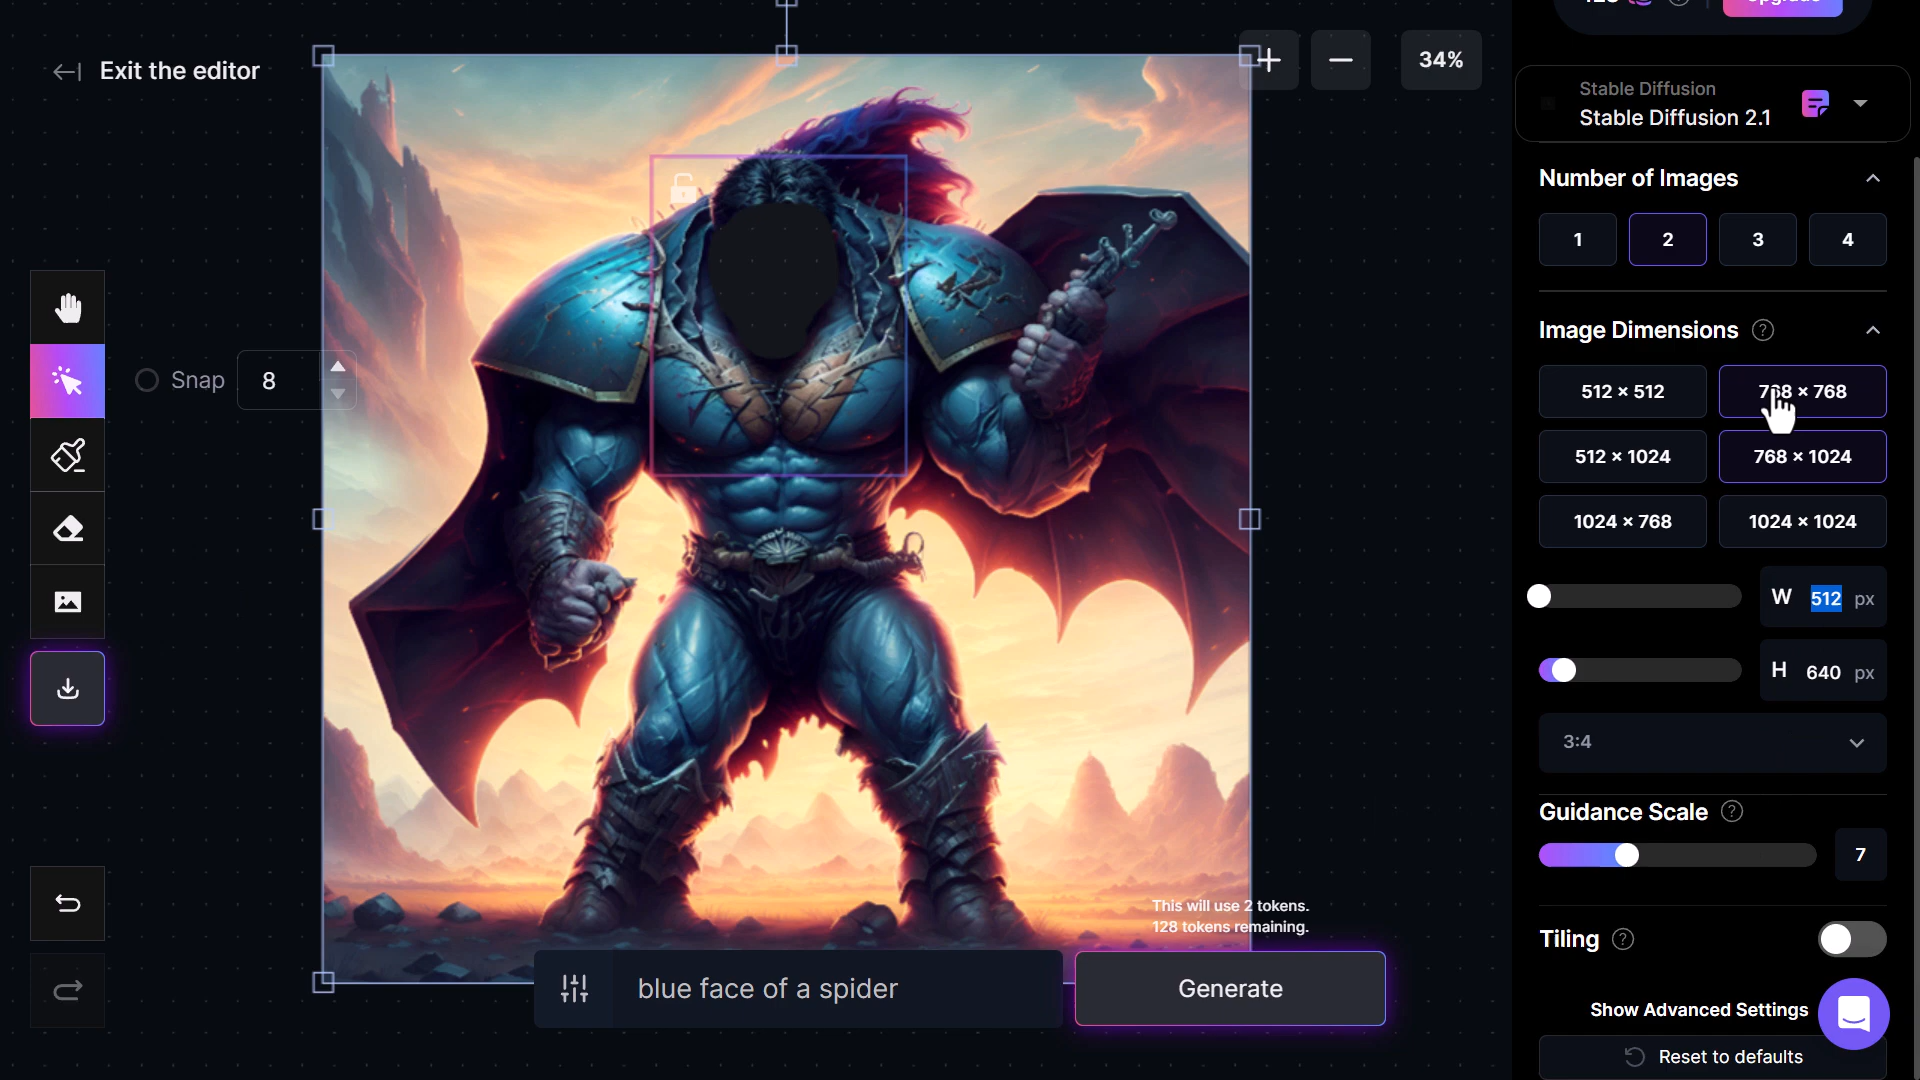 Exit the editor
34%
Snap
8
This will use 2 tokens.
128 tokens remaining.
blue face of a spider
Generate
Stable Diffusion
Stable Diffusion 2.1
Number of Images
1
2
3
4
Image Dimensions
512 × 512
768 × 768
512 × 1024
768 × 1024
1024 × 768
1024 × 1024
W 512 px
H 640 px
3:4
Guidance Scale
7
Tiling
Show Advanced Settings
Reset to defaults